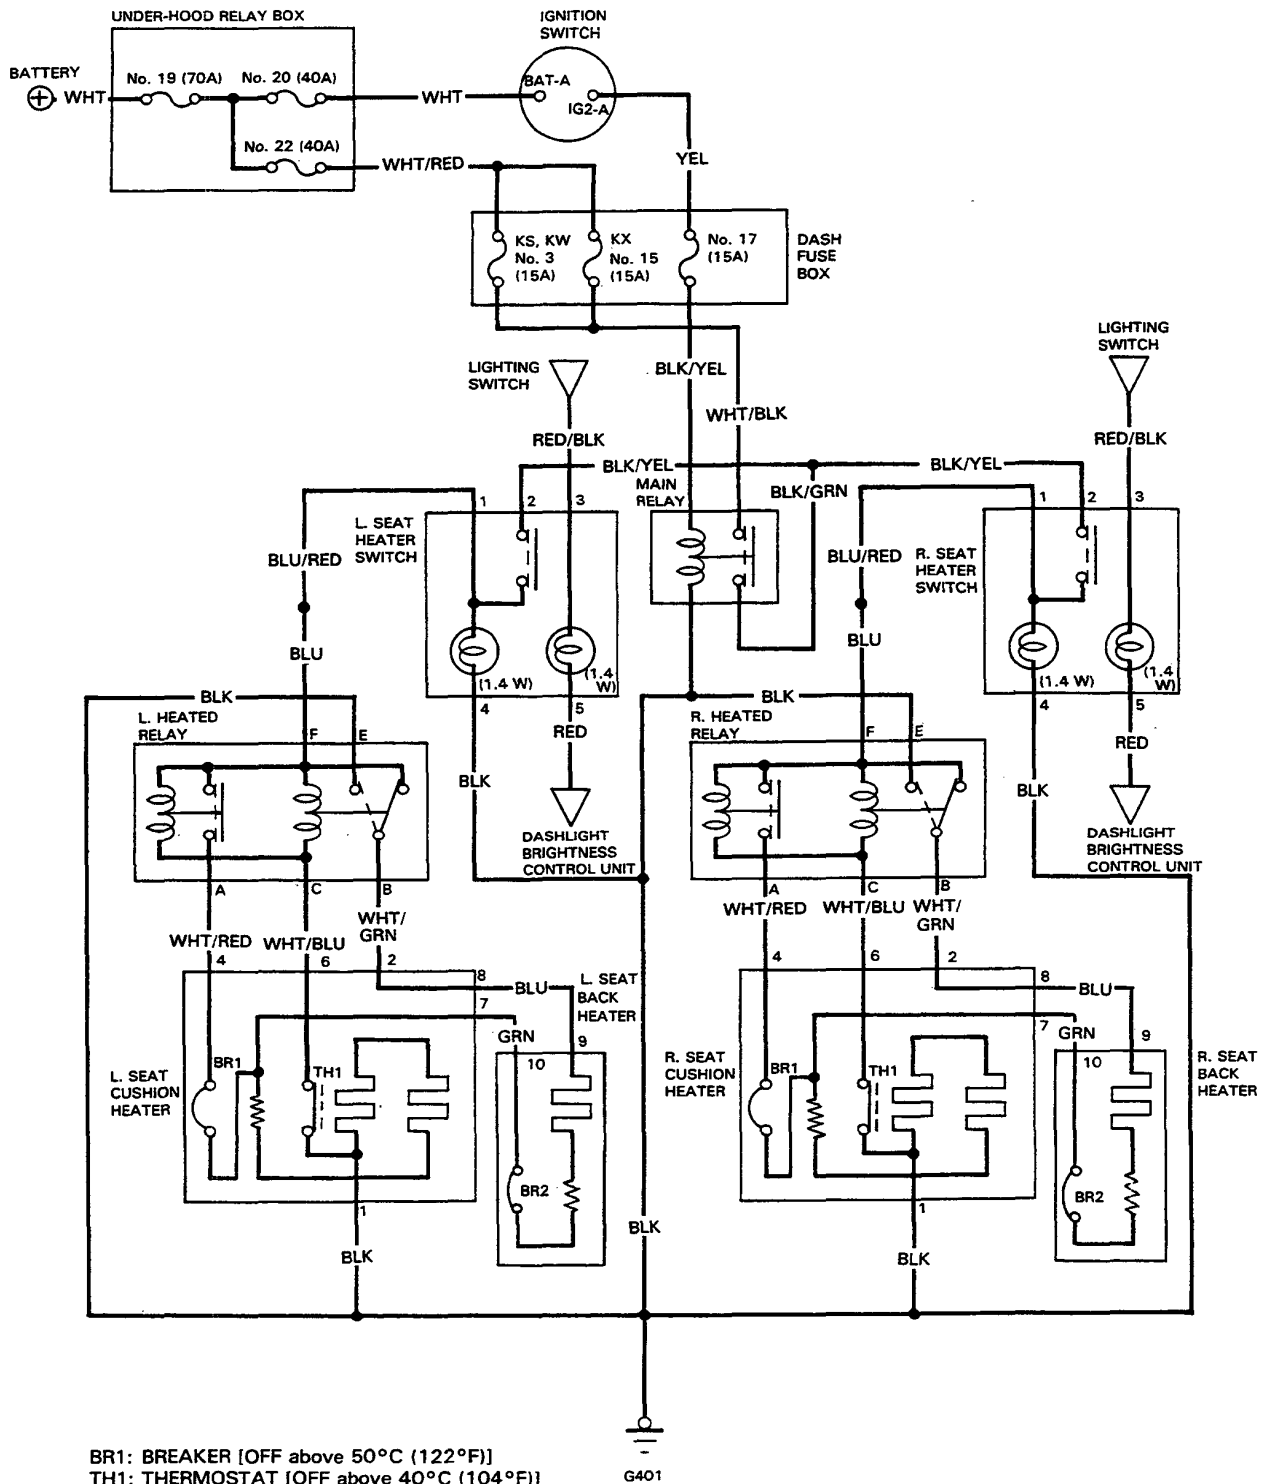 UNDER-HOOD RELAY BOX
IGNITION
SWITCH
BATTERY
WHT
No. 19 (70A)
No. 20 (40A)
WHT
BAT-A
IG2-A
No. 22 (40A)
WHT/RED
YEL
KS, KW
No. 3
(15A)
KX
No. 15
(15A)
No. 17
(15A)
DASH
FUSE
BOX
LIGHTING
SWITCH
LIGHTING
SWITCH
BLK/YEL
WHT/BLK
RED/BLK
RED/BLK
BLK/YEL
BLK/YEL
MAIN
RELAY
BLK/GRN
1
2
3
1
2
3
L. SEAT
HEATER
SWITCH
BLU/RED
BLU/RED
R. SEAT
HEATER
SWITCH
BLU
BLU
(1.4 W)
(1.4
W)
(1.4 W)
(1.4
W)
BLK
4
5
BLK
4
5
L. HEATED
RELAY
F
E
RED
R. HEATED
RELAY
F
E
RED
BLK
BLK
DASHLIGHT
BRIGHTNESS
CONTROL UNIT
DASHLIGHT
BRIGHTNESS
CONTROL UNIT
A
C
B
A
C
B
WHT/RED
WHT/BLU
WHT/
GRN
WHT/RED
WHT/BLU
WHT/
GRN
4
6
2
8
4
6
2
8
BLU
L. SEAT
BACK
HEATER
BLU
7
GRN
9
10
7
GRN
9
10
L. SEAT
CUSHION
HEATER
BR1
TH1
R. SEAT
CUSHION
HEATER
BR1
TH1
R. SEAT
BACK
HEATER
BR2
BR2
1
1
BLK
BLK
BLK
BR1: BREAKER [OFF above 50°C (122°F)]
TH1: THERMOSTAT [OFF above 40°C (104°F)]
G401